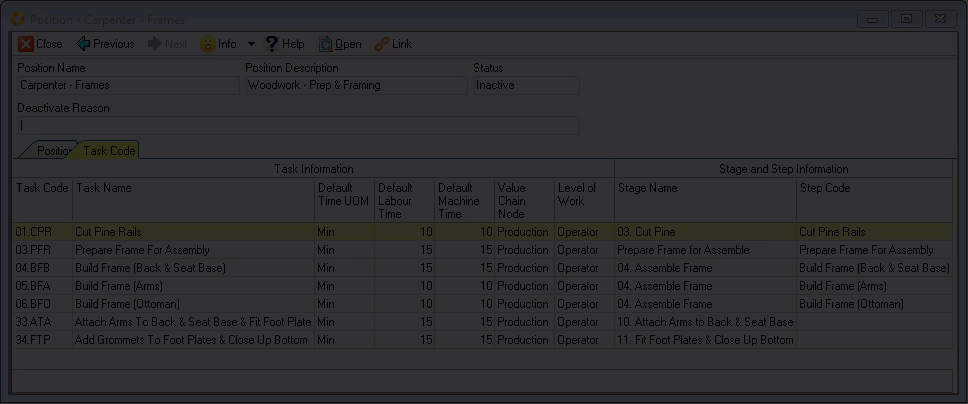 Position - Carpenter - Frames
Close Previous Next Info Help Open Link
Position Name Position Description Status
Carpenter - Frames Woodwork - Prep & Framing Inactive
Deactivate Reason
Position Task Code
Task Information Stage and Step Information
Task Code Task Name Default Time UOM Default Labour Time Default Machine Time Value Chain Node Level of Work Stage Name Step Code
01.CPR Cut Pine Rails Min 10 10 Production Operator 03. Cut Pine Cut Pine Rails
03.PFR Prepare Frame For Assembly Min 15 15 Production Operator Prepare Frame for Assemble Prepare Frame For Assembly
04.BFB Build Frame (Back & Seat Base) Min 10 10 Production Operator 04. Assemble Frame Build Frame (Back & Seat Base)
05.BFA Build Frame (Arms) Min 10 10 Production Operator 04. Assemble Frame Build Frame (Arms)
06.BFO Build Frame (Ottoman) Min 10 10 Production Operator 04. Assemble Frame Build Frame (Ottoman)
33.ATA Attach Arms To Back & Seat Base & Fit Foot Plate Min 15 15 Production Operator 10. Attach Arms to Back & Seat Base
34.FTP Add Grommets To Foot Plates & Close Up Bottom Min 15 15 Production Operator 11. Fit Foot Plates & Close Up Bottom